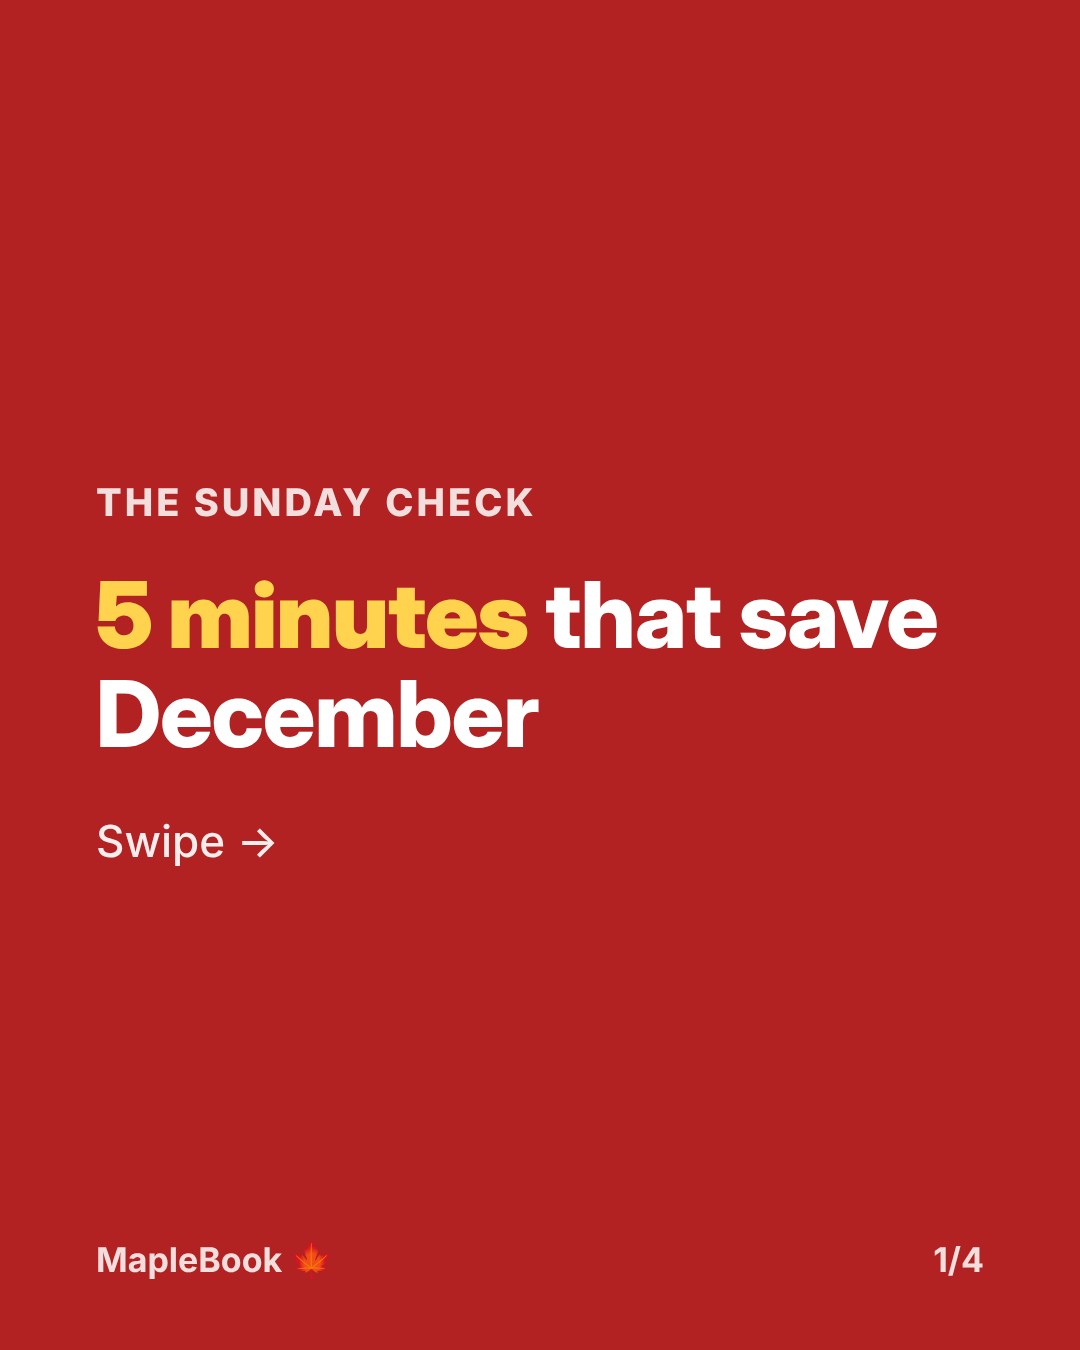 THE SUNDAY CHECK
5 minutes that save
December
Swipe →
MapleBook 🍁
1/4